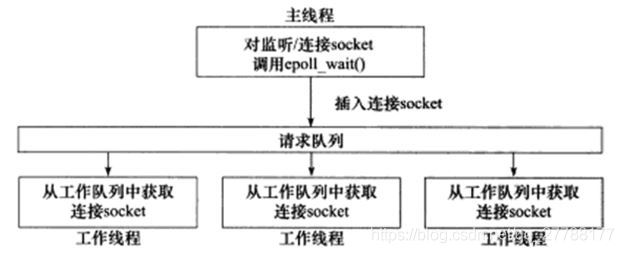 主线程
对监听/连接socket
调用epoll_wait()
插入连接socket
请求队列
从工作队列中获取
连接socket
从工作队列中获取
连接socket
从工作队列中获取
连接socket
工作线程
工作线程
工作线程